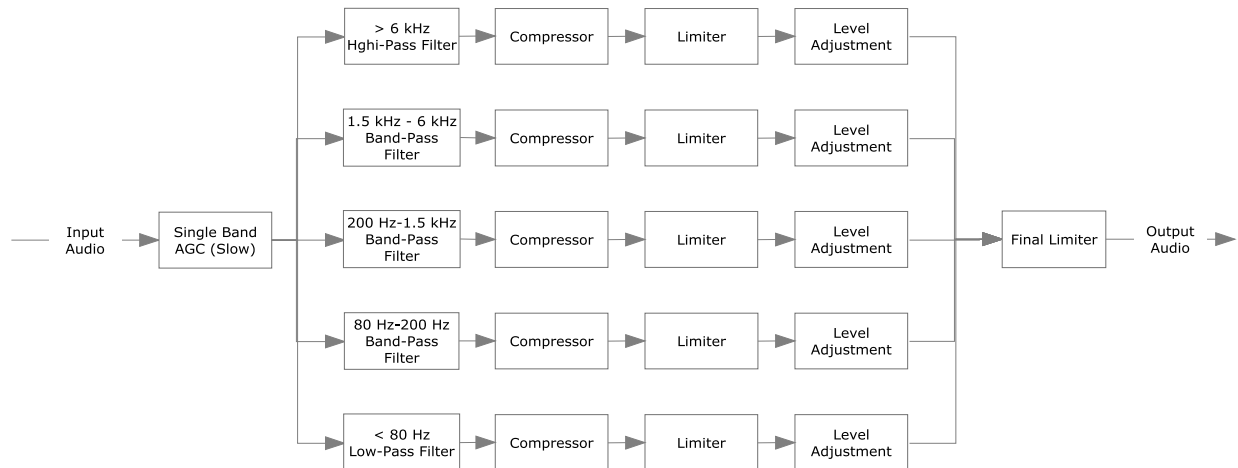 > 6 kHz
Hghi-Pass Filter
Compressor
Limiter
Level
Adjustment
1.5 kHz - 6 kHz
Band-Pass
Filter
Compressor
Limiter
Level
Adjustment
Input
Audio
Single Band
AGC (Slow)
200 Hz-1.5 kHz
Band-Pass
Filter
Compressor
Limiter
Level
Adjustment
Final Limiter
Output
Audio
80 Hz-200 Hz
Band-Pass
Filter
Compressor
Limiter
Level
Adjustment
< 80 Hz
Low-Pass Filter
Compressor
Limiter
Level
Adjustment